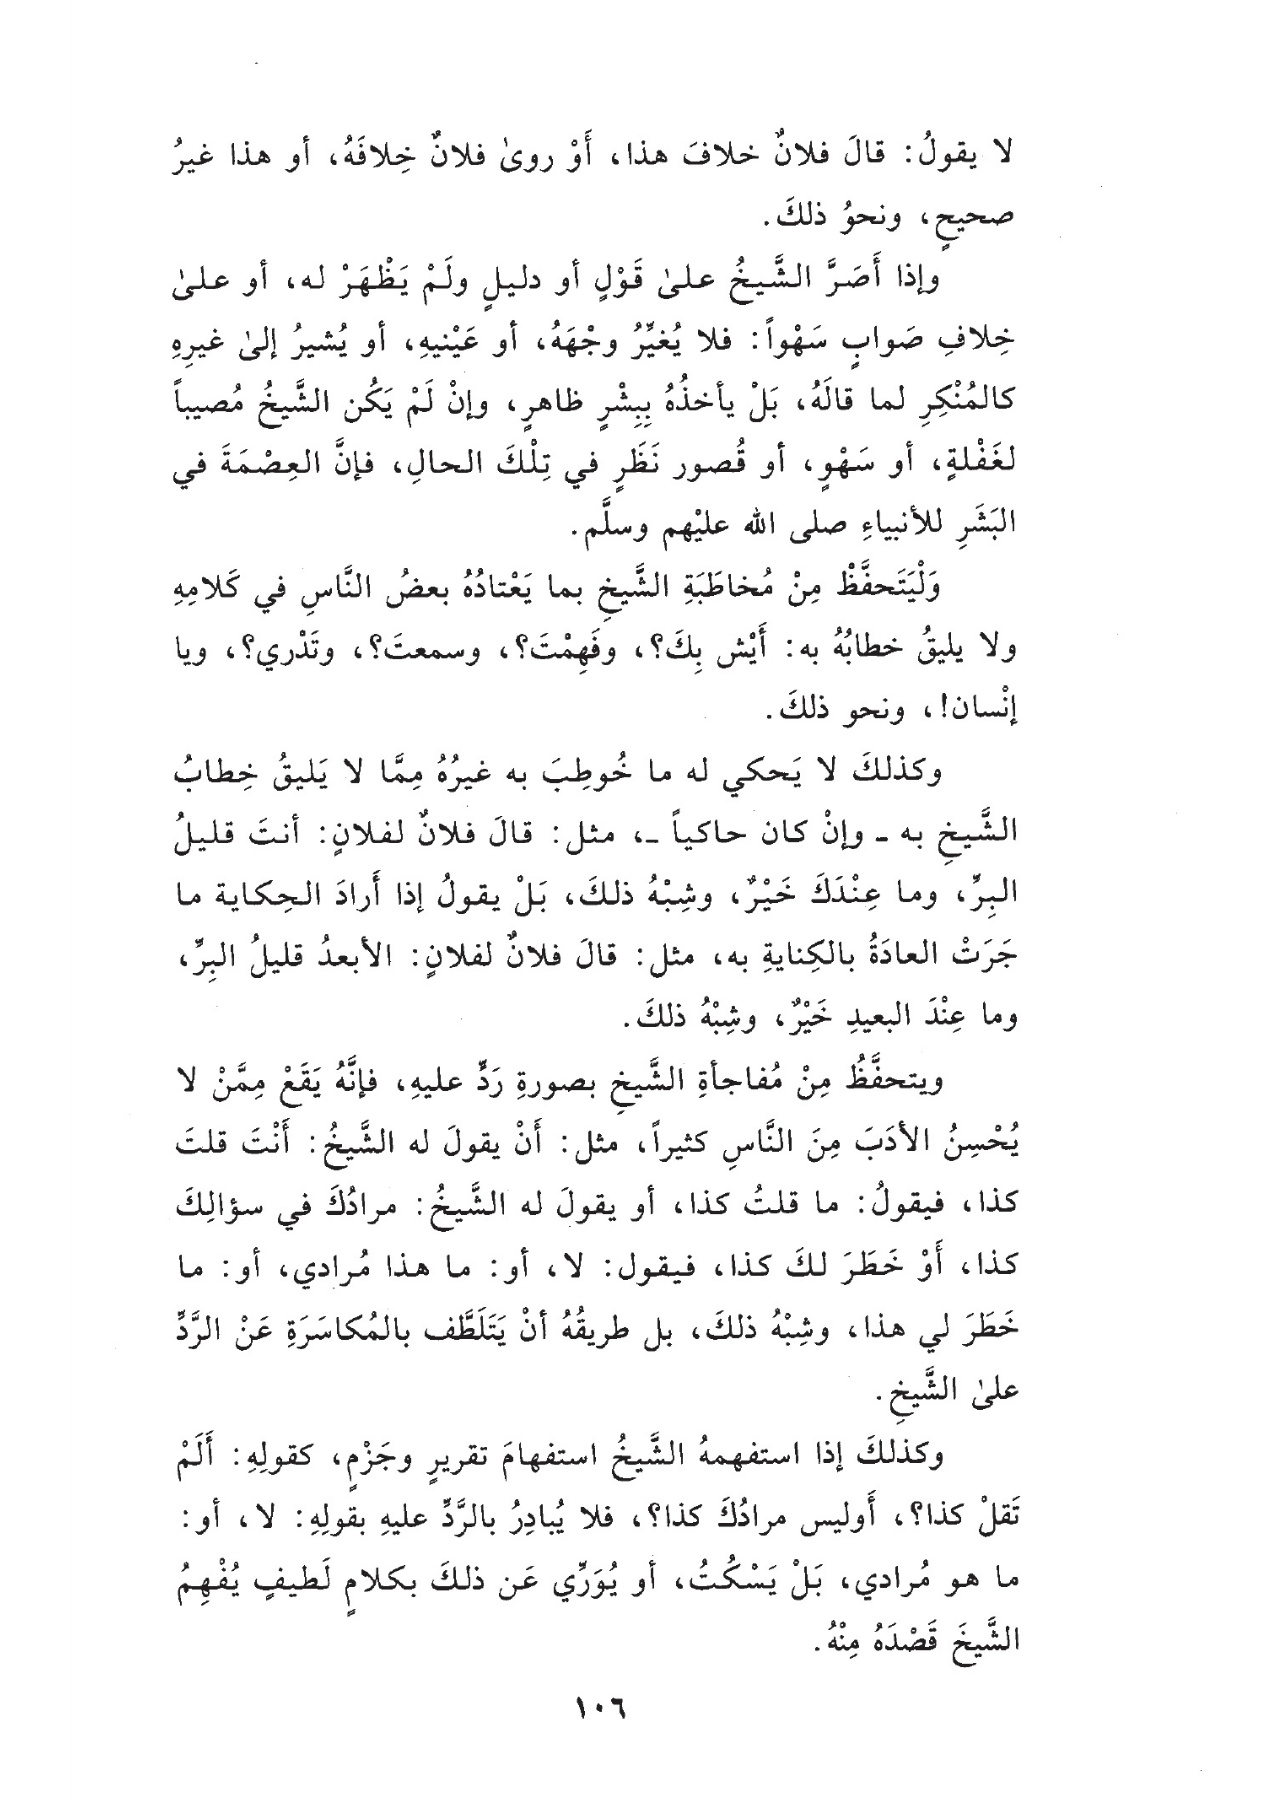 لا يقولُ: قالَ فلانٌ خلافَ هذا، أَوْ روىٰ فلانٌ خِلافَهُ، أو هذا غيرُ
صحيحٍ، ونحوُ ذلكَ.
وإذا أَصَرَّ الشَّيخُ علىٰ قَوْلٍ أو دليلٍ ولَمْ يَظْهَرْ له، أو علىٰ
خِلافِ صَوابٍ سَهْواً: فلا يُغيِّرُ وجْهَهُ، أو عَيْنيهِ، أو يُشيرُ إلىٰ غيرِهِ
كالمُنْكِرِ لما قالَهُ، بَلْ يأخذُهُ بِبِشْرٍ ظاهرٍ، وإنْ لَمْ يَكُن الشَّيخُ مُصيباً
لغَفْلةٍ، أو سَهْوٍ، أو قُصور نَظَرٍ في تِلْكَ الحالِ، فإنَّ العِصْمَةَ في
البَشَرِ للأنبياءِ صلى الله عليْهم وسلَّم.
وَلْيَتَحفَّظْ مِنْ مُخاطَبَةِ الشَّيخِ بما يَعْتادُهُ بعضُ النَّاسِ في كَلامِهِ
ولا يليقُ خطابُهُ به: أَيْش بِكَ؟، وفَهِمْتَ؟، وسمعتَ؟، وتَدْري؟، ويا
إنْسان!، ونحو ذلكَ.
وكذلكَ لا يَحكي له ما خُوطِبَ به غيرُهُ مِمَّا لا يَليقُ خِطابُ
الشَّيخِ به ـ وإنْ كان حاكياً ـ، مثل: قالَ فلانٌ لفلانٍ: أنتَ قليلُ
البِرِّ، وما عِنْدَكَ خَيْرٌ، وشِبْهُ ذلكَ، بَلْ يقولُ إذا أَرادَ الحِكاية ما
جَرَتْ العادَةُ بالكِنايةِ به، مثل: قالَ فلانٌ لفلانٍ: الأبعدُ قليلُ البِرِّ،
وما عِنْدَ البعيدِ خَيْرٌ، وشِبْهُ ذلكَ.
ويتحفَّظُ مِنْ مُفاجأةِ الشَّيخِ بصورةِ رَدٍّ عليهِ، فإنَّهُ يَقَعْ مِمَّنْ لا
يُحْسِنُ الأدَبَ مِنَ النَّاسِ كثيراً، مثل: أَنْ يقولَ له الشَّيخُ: أَنْتَ قلتَ
كذا، فيقولُ: ما قلتُ كذا، أو يقولَ له الشَّيخُ: مرادُكَ في سؤالِكَ
كذا، أَوْ خَطَرَ لكَ كذا، فيقول: لا، أو: ما هذا مُرادي، أو: ما
خَطَرَ لي هذا، وشِبْهُ ذلكَ، بل طريقُهُ أنْ يَتَلَطَّف بالمُكاسَرَةِ عَنْ الرَّدِّ
علىٰ الشَّيخِ.
وكذلكَ إذا استفهمهُ الشَّيخُ استفهامَ تقريرٍ وجَزْمٍ، كقولِهِ: أَلَمْ
تَقلْ كذا؟، أَوليس مرادُكَ كذا؟، فلا يُبادِرُ بالرَّدِّ عليهِ بقولِهِ: لا، أو:
ما هو مُرادي، بَلْ يَسْكُتُ، أو يُوَرِّي عَن ذلكَ بكلامٍ لَطيفٍ يُفْهِمُ
الشَّيخَ قَصْدَهُ مِنْهُ.
١٠٦